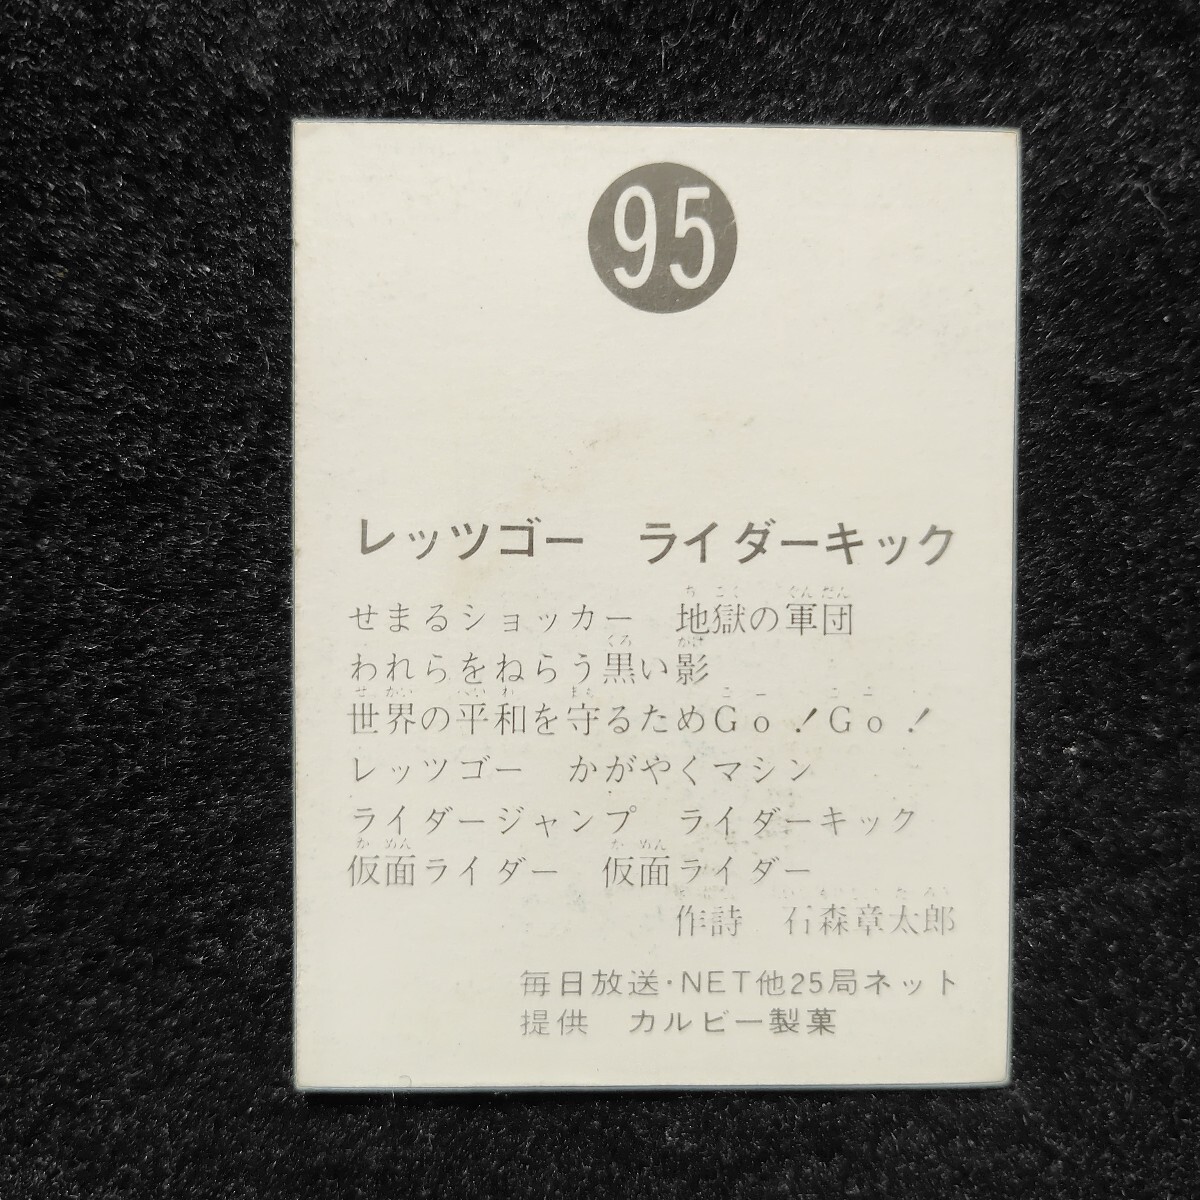 95
レッツゴー　ライダーキック
せまるショッカー　地獄の軍団
われらをねらう黒い影
世界の平和を守るためGo！Go！
レッツゴー　かがやくマシン
ライダージャンプ　ライダーキック
仮面ライダー　仮面ライダー
作詩　石森章太郎
毎日放送・NET他25局ネット
提供　カルビー製菓